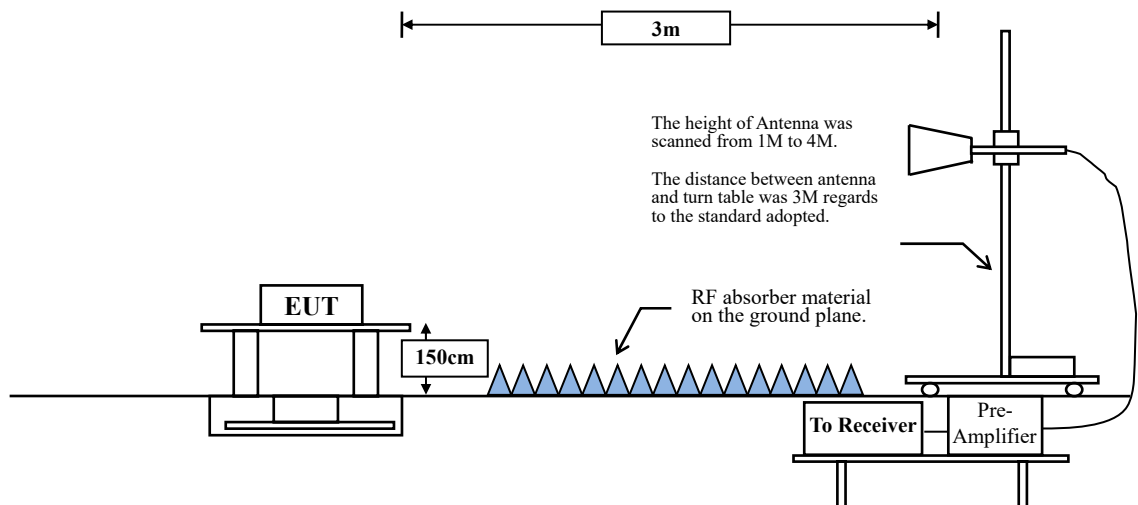 3m
The height of Antenna was
scanned from 1M to 4M.
The distance between antenna
and turn table was 3M regards
to the standard adopted.
EUT
RF absorber material
on the ground plane.
150cm
To Receiver
Pre-
Amplifier